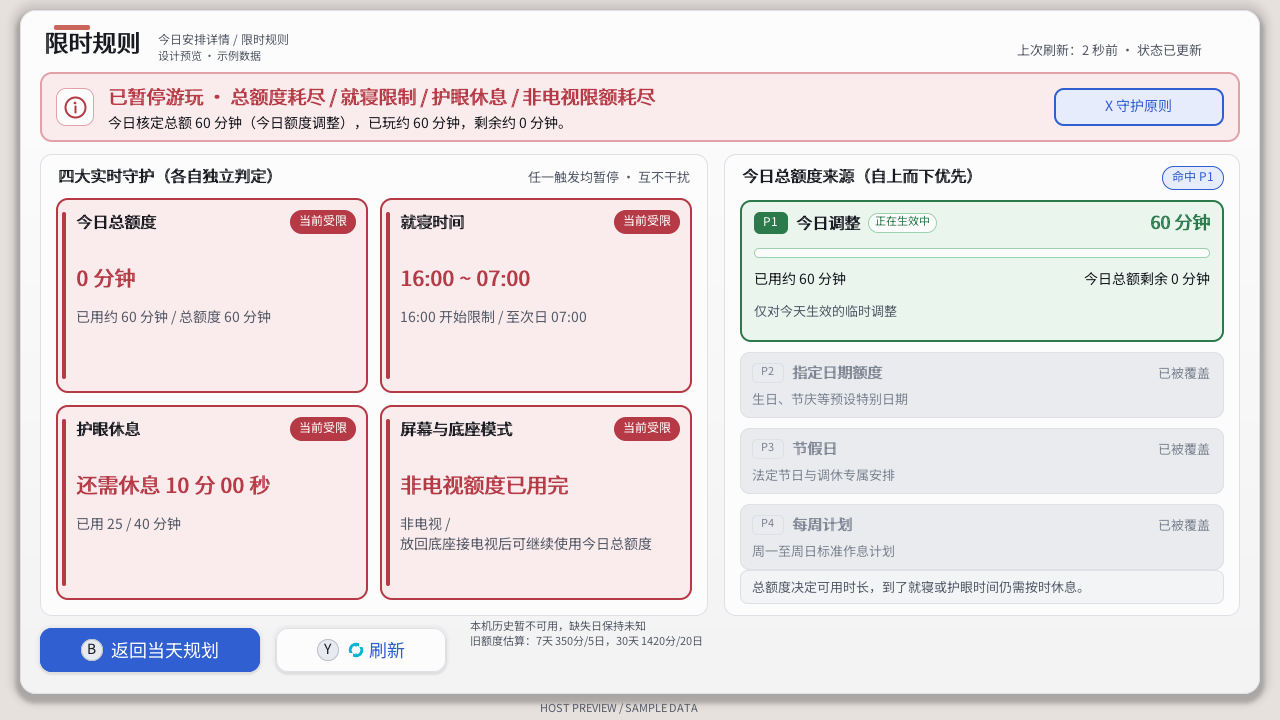 限时规则
今日安排详情 / 限时规则
设计预览 · 示例数据
上次刷新：2 秒前 · 状态已更新
已暂停游玩 · 总额度耗尽 / 就寝限制 / 护眼休息 / 非电视限额耗尽
今日核定总额 60 分钟（今日额度调整），已玩约 60 分钟，剩余约 0 分钟。
X 守护原则
四大实时守护（各自独立判定）
任一触发均暂停 · 互不干扰
今日总额度
当前受限
0 分钟
已用约 60 分钟 / 总额度 60 分钟
就寝时间
当前受限
16:00 ~ 07:00
16:00 开始限制 / 至次日 07:00
护眼休息
当前受限
还需休息 10 分 00 秒
已用 25 / 40 分钟
屏幕与底座模式
当前受限
非电视额度已用完
非电视 /
放回底座接电视后可继续使用今日总额度
今日总额度来源（自上而下优先）
命中 P1
P1 今日调整 正在生效中 60 分钟
已用约 60 分钟 今日总额剩余 0 分钟
仅对今天生效的临时调整
P2 指定日期额度 已被覆盖
生日、节庆等预设特别日期
P3 节假日 已被覆盖
法定节日与调休专属安排
P4 每周计划 已被覆盖
周一至周日标准作息计划
总额度决定可用时长，到了就寝或护眼时间仍需按时休息。
B 返回当天规划
Y 刷新
本机历史暂不可用，缺失日保持未知
旧额度估算：7天 350分/5日，30天 1420分/20日
HOST PREVIEW / SAMPLE DATA